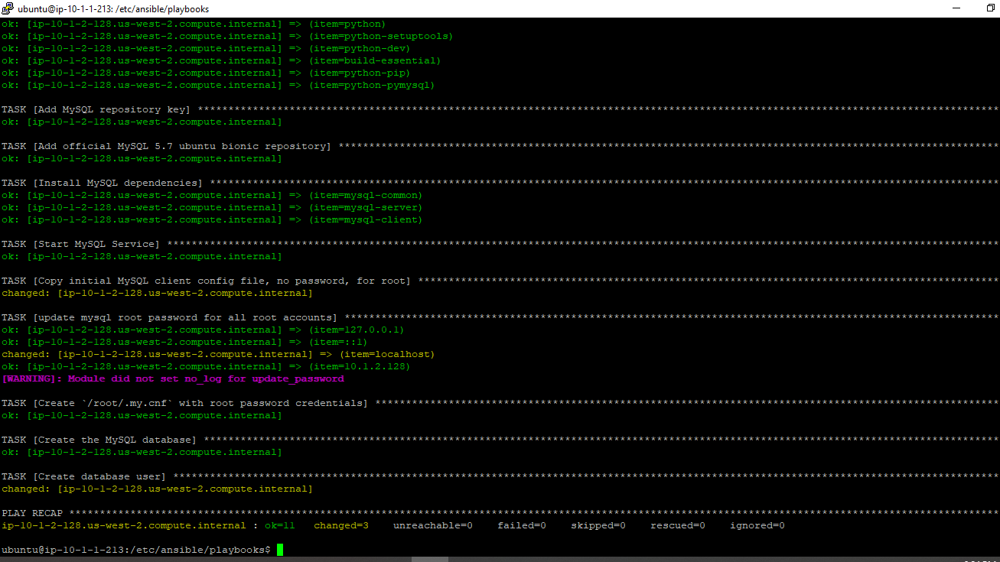 ubuntu@ip-10-1-1-213: /etc/ansible/playbooks
ok: [ip-10-1-2-128.us-west-2.compute.internal] => (item=python)
ok: [ip-10-1-2-128.us-west-2.compute.internal] => (item=python-setuptools)
ok: [ip-10-1-2-128.us-west-2.compute.internal] => (item=python-dev)
ok: [ip-10-1-2-128.us-west-2.compute.internal] => (item=build-essential)
ok: [ip-10-1-2-128.us-west-2.compute.internal] => (item=python-pip)
ok: [ip-10-1-2-128.us-west-2.compute.internal] => (item=python-pymysql)
TASK [Add MySQL repository key] ***********************************************************************************************************************************
ok: [ip-10-1-2-128.us-west-2.compute.internal]
TASK [Add official MySQL 5.7 ubuntu bionic repository] ************************************************************************************************************
ok: [ip-10-1-2-128.us-west-2.compute.internal]
TASK [Install MySQL dependencies] *********************************************************************************************************************************
ok: [ip-10-1-2-128.us-west-2.compute.internal] => (item=mysql-common)
ok: [ip-10-1-2-128.us-west-2.compute.internal] => (item=mysql-server)
ok: [ip-10-1-2-128.us-west-2.compute.internal] => (item=mysql-client)
TASK [Start MySQL Service] ****************************************************************************************************************************************
ok: [ip-10-1-2-128.us-west-2.compute.internal]
TASK [Copy initial MySQL client config file, no password, for root] ***********************************************************************************************
changed: [ip-10-1-2-128.us-west-2.compute.internal]
TASK [update mysql root password for all root accounts] ***********************************************************************************************************
ok: [ip-10-1-2-128.us-west-2.compute.internal] => (item=127.0.0.1)
ok: [ip-10-1-2-128.us-west-2.compute.internal] => (item=::1)
changed: [ip-10-1-2-128.us-west-2.compute.internal] => (item=localhost)
ok: [ip-10-1-2-128.us-west-2.compute.internal] => (item=10.1.2.128)
[WARNING]: Module did not set no_log for update_password
TASK [Create `/root/.my.cnf` with root password credentials] ******************************************************************************************************
ok: [ip-10-1-2-128.us-west-2.compute.internal]
TASK [Create the MySQL database] **********************************************************************************************************************************
ok: [ip-10-1-2-128.us-west-2.compute.internal]
TASK [Create database user] ***************************************************************************************************************************************
changed: [ip-10-1-2-128.us-west-2.compute.internal]
PLAY RECAP ********************************************************************************************************************************************************
ip-10-1-2-128.us-west-2.compute.internal : ok=11 changed=3 unreachable=0 failed=0 skipped=0 rescued=0 ignored=0
ubuntu@ip-10-1-1-213:/etc/ansible/playbooks$